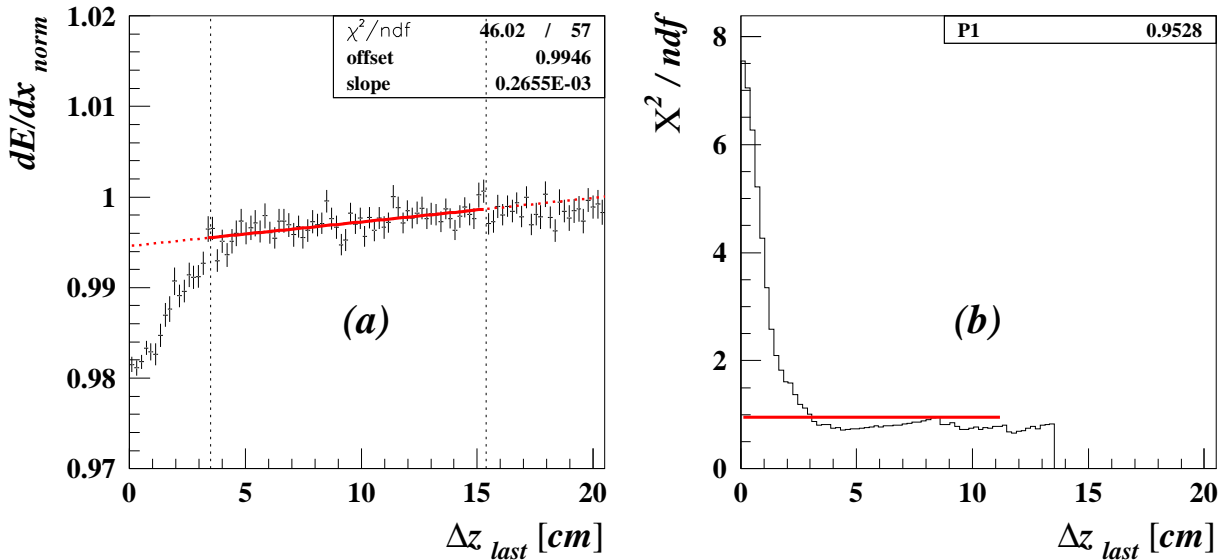 dE/dx norm
1.02
1.01
1
0.99
0.98
0.97
χ²/ndf 46.02 / 57
offset 0.9946
slope 0.2655E-03
(a)
0 5 10 15 20
Δz last [cm]
X² / ndf
8
6
4
2
0
P1 0.9528
(b)
0 5 10 15 20
Δz last [cm]